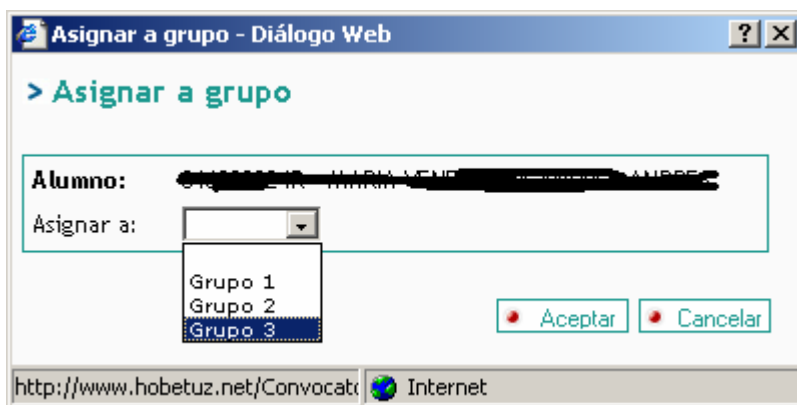 Asignar a grupo - Diálogo Web
> Asignar a grupo
Alumno:
Asignar a:
Grupo 1
Grupo 2
Grupo 3
Aceptar Cancelar
http://www.hobetuz.net/Convocato Internet